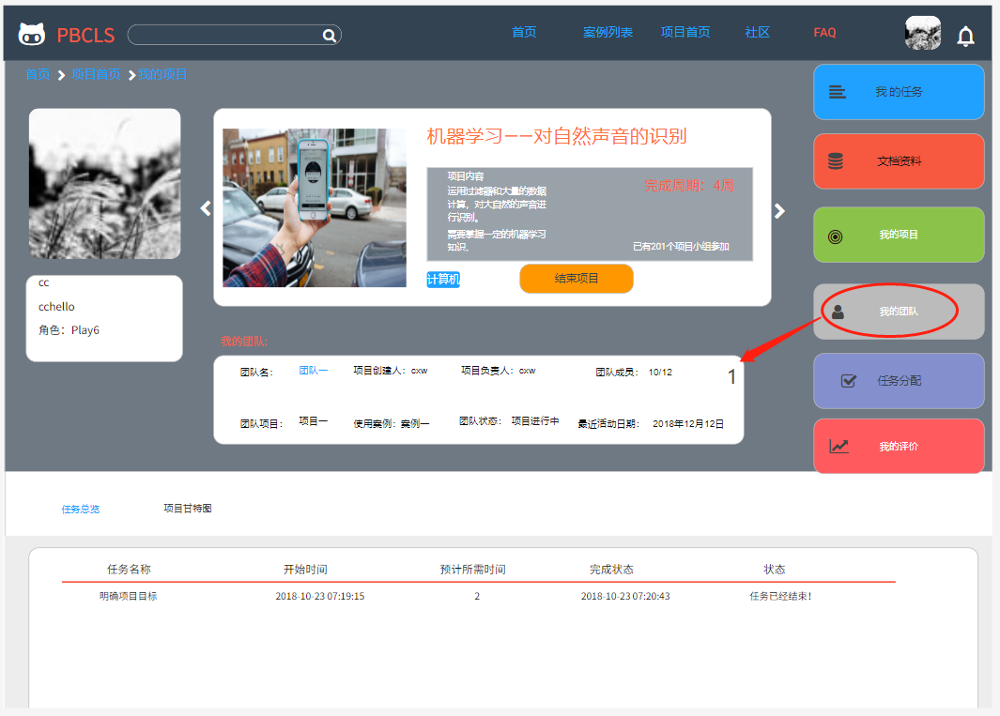 PBCLS
首页 案例列表 项目首页 社区 FAQ
首页 项目首页 我的项目
我 的任务
文档资料
我的项目
我的团队
任务分配
我的评价
cc
cchello
角色：Play6
机器学习——对自然声音的识别
项目内容
运用过滤器和大量的数据
计算，对大自然的声音进
行识别。
需要掌握一定的机器学习
知识。
完成周期：4周
已有201个项目小组参加
计算机
结束项目
我的团队:
团队名： 团队一 项目创建人：cxw 项目负责人：cxw 团队成员： 10/12 1
团队项目： 项目一 使用案例：案例一 团队状态： 项目进行中 最近活动日期： 2018年12月12日
任务总览 项目甘特图
任务名称 开始时间 预计所需时间 完成状态 状态
明确项目目标 2018-10-23 07:19:15 2 2018-10-23 07:20:43 任务已经结束！